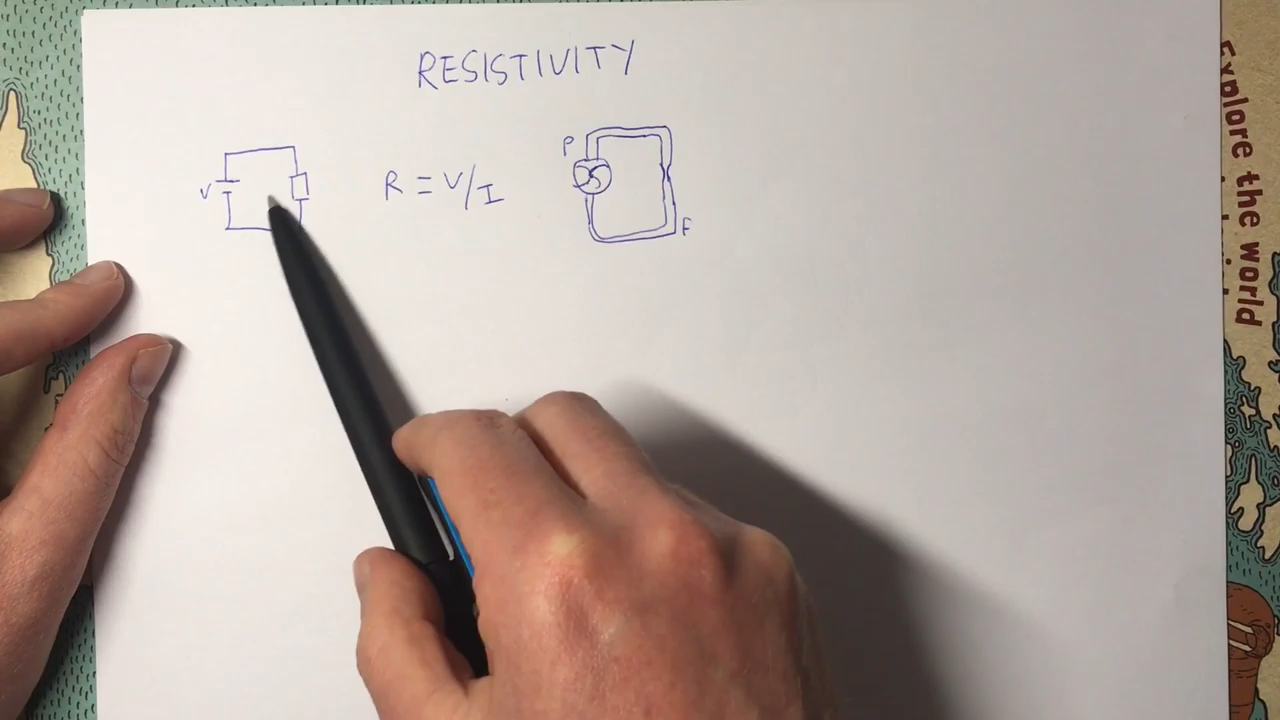 RESISTIVITY
V
R = V/I
P
F
Explore the world